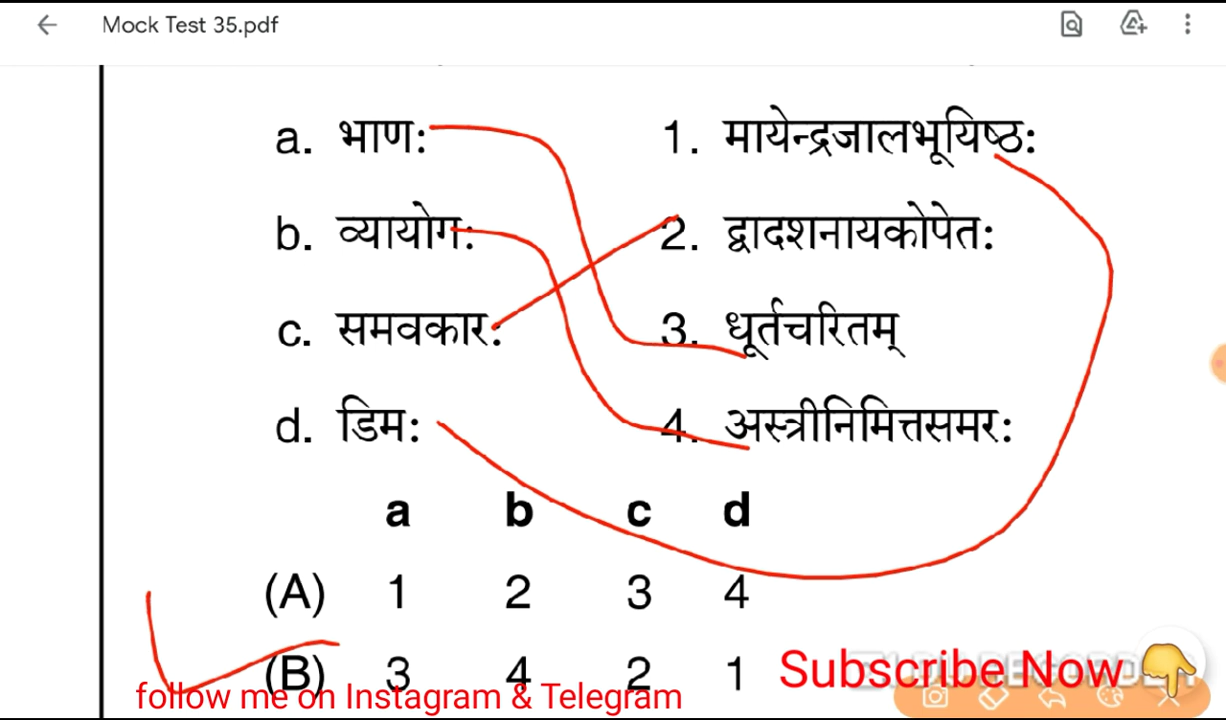 Mock Test 35.pdf
a. भाण: 1. मायेन्द्रजालभूयिष्ठ:
b. व्यायोग: 2. द्वादशनायकोपेत:
c. समवकार: 3. धूर्तचरितम्
d. डिम: 4. अस्त्रीनिमित्तसमर:
a b c d
(A) 1 2 3 4
(B) 3 4 2 1
Subscribe Now
follow me on Instagram & Telegram